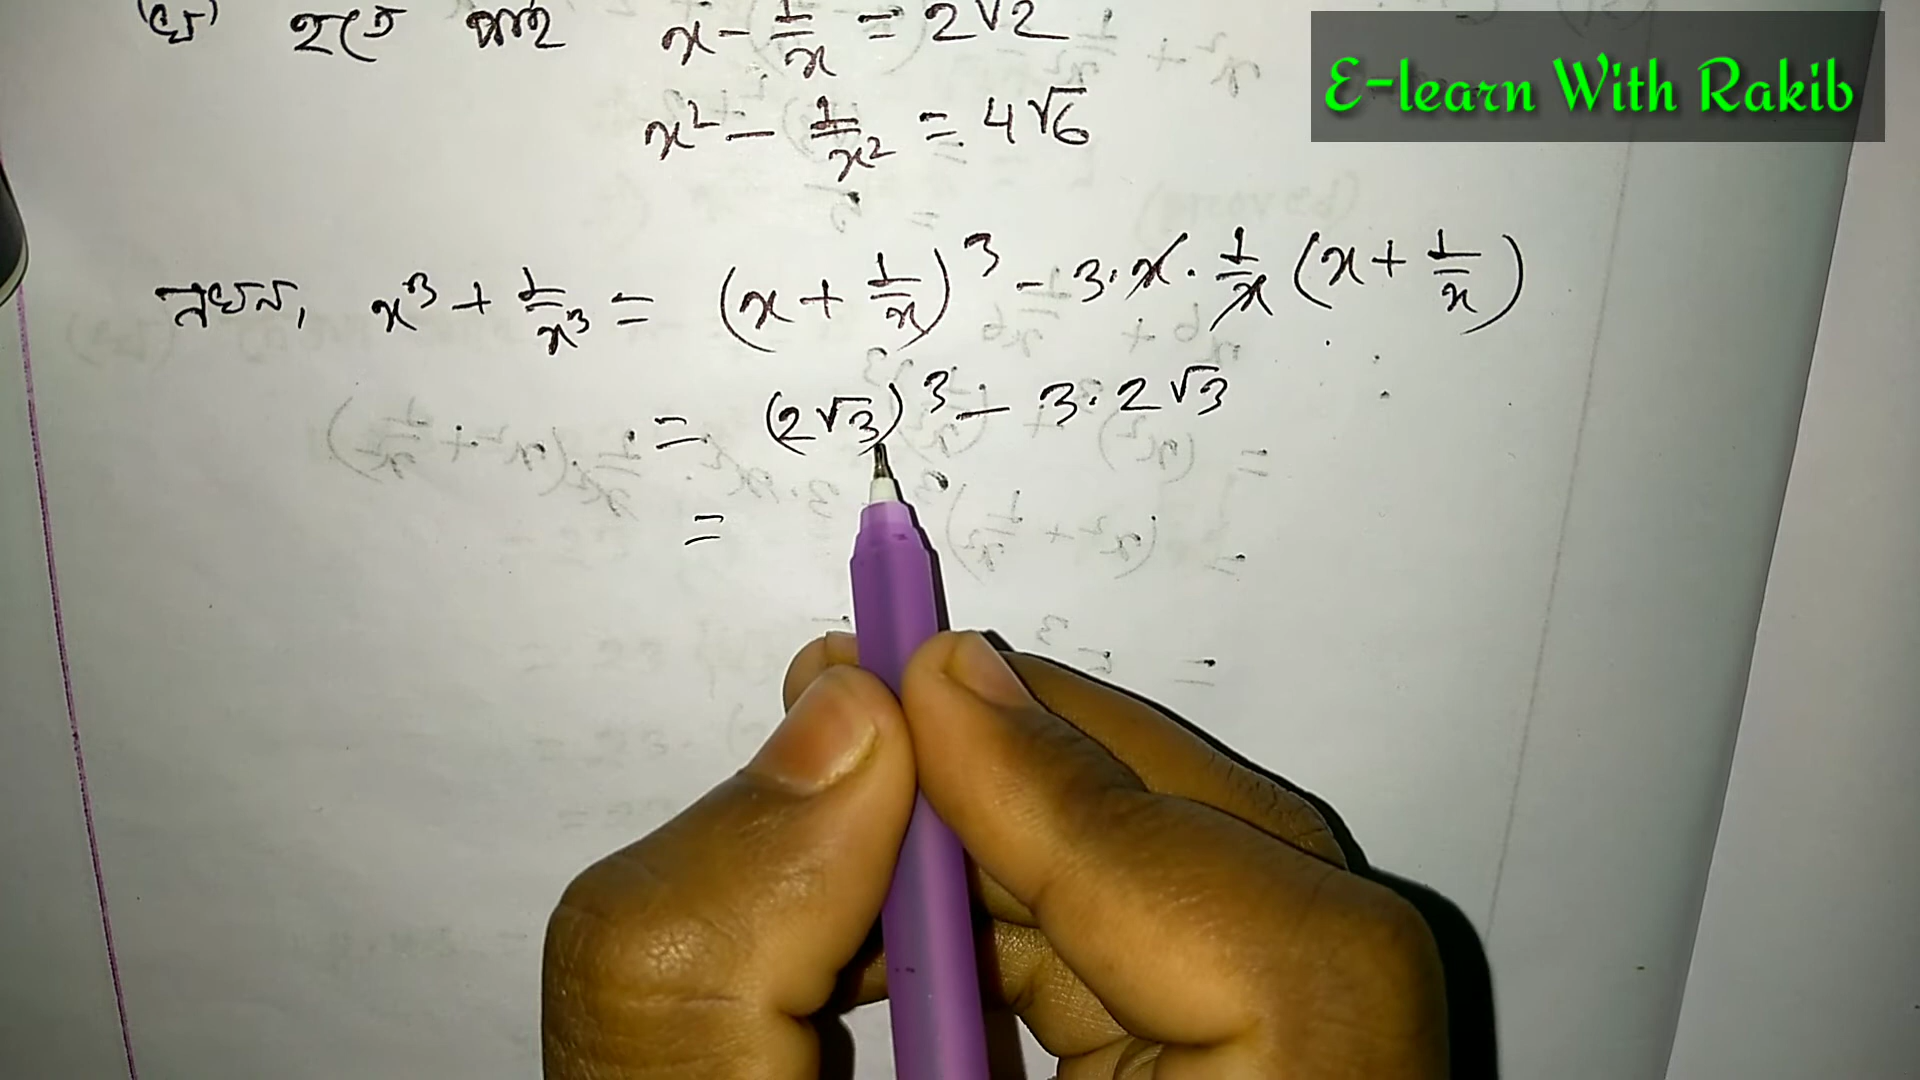 (ঘ) হতে পাই x - 1/x = 2√2
E-learn With Rakib
x² - 1/x² = 4√6
এখন, x³ + 1/x³ = (x + 1/x)³ - 3·x·1/x (x + 1/x)
= (2√3)³ - 3·2√3
=